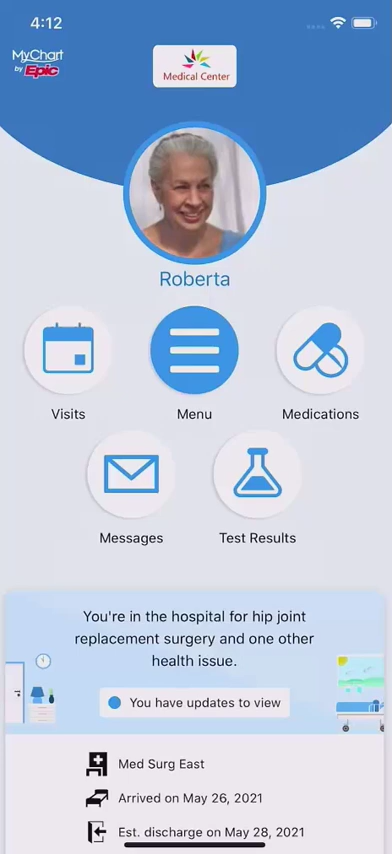 4:12
MyChart
by Epic
Medical Center
Roberta
Visits
Menu
Medications
Messages
Test Results
You're in the hospital for hip joint
replacement surgery and one other
health issue.
You have updates to view
Med Surg East
Arrived on May 26, 2021
Est. discharge on May 28, 2021